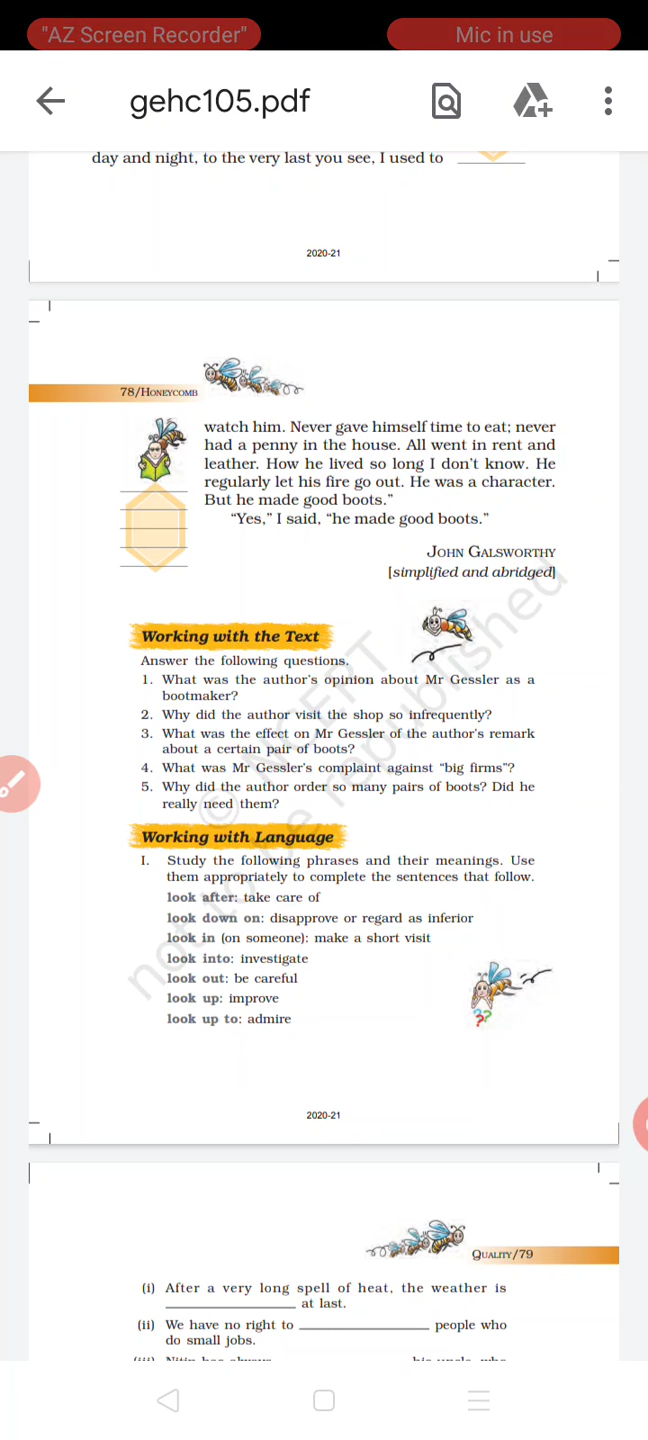 "AZ Screen Recorder"
Mic in use
gehc105.pdf
day and night, to the very last you see, I used to
2020-21
78/HONEYCOMB
watch him. Never gave himself time to eat; never
had a penny in the house. All went in rent and
leather. How he lived so long I don't know. He
regularly let his fire go out. He was a character.
But he made good boots."
"Yes," I said, "he made good boots."
JOHN GALSWORTHY
[simplified and abridged]
Working with the Text
Answer the following questions.
1. What was the author's opinion about Mr Gessler as a
bootmaker?
2. Why did the author visit the shop so infrequently?
3. What was the effect on Mr Gessler of the author's remark
about a certain pair of boots?
4. What was Mr Gessler's complaint against "big firms"?
5. Why did the author order so many pairs of boots? Did he
really need them?
Working with Language
I. Study the following phrases and their meanings. Use
them appropriately to complete the sentences that follow.
look after: take care of
look down on: disapprove or regard as inferior
look in (on someone): make a short visit
look into: investigate
look out: be careful
look up: improve
look up to: admire
??
© NCERT
not to be republished
2020-21
QUALITY/79
(i) After a very long spell of heat, the weather is
at last.
(ii) We have no right to people who
do small jobs.